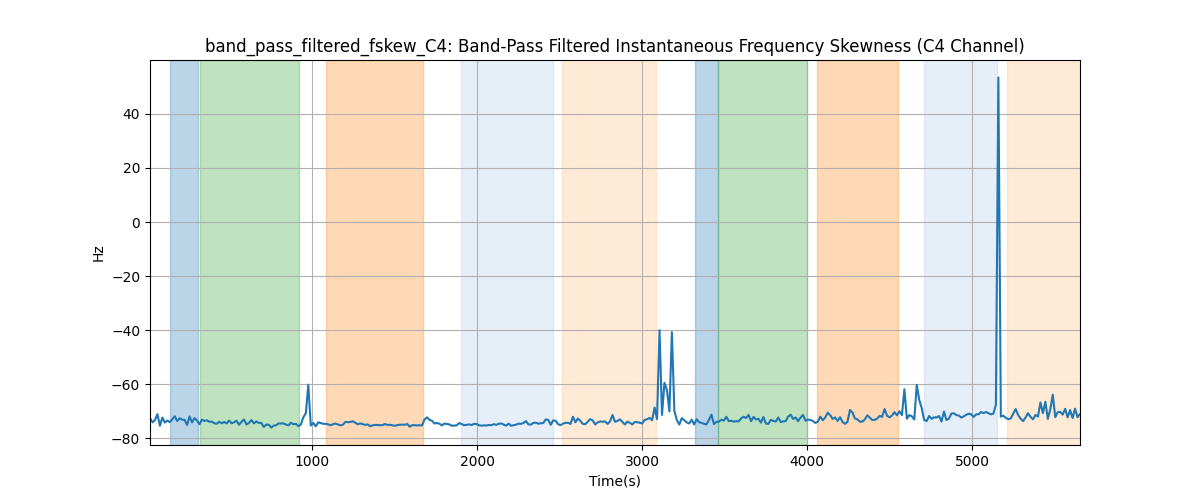 band_pass_filtered_fskew_C4: Band-Pass Filtered Instantaneous Frequency Skewness (C4 Channel)
40
20
0
−20
−40
−60
−80
Hz
1000 2000 3000 4000 5000
Time(s)